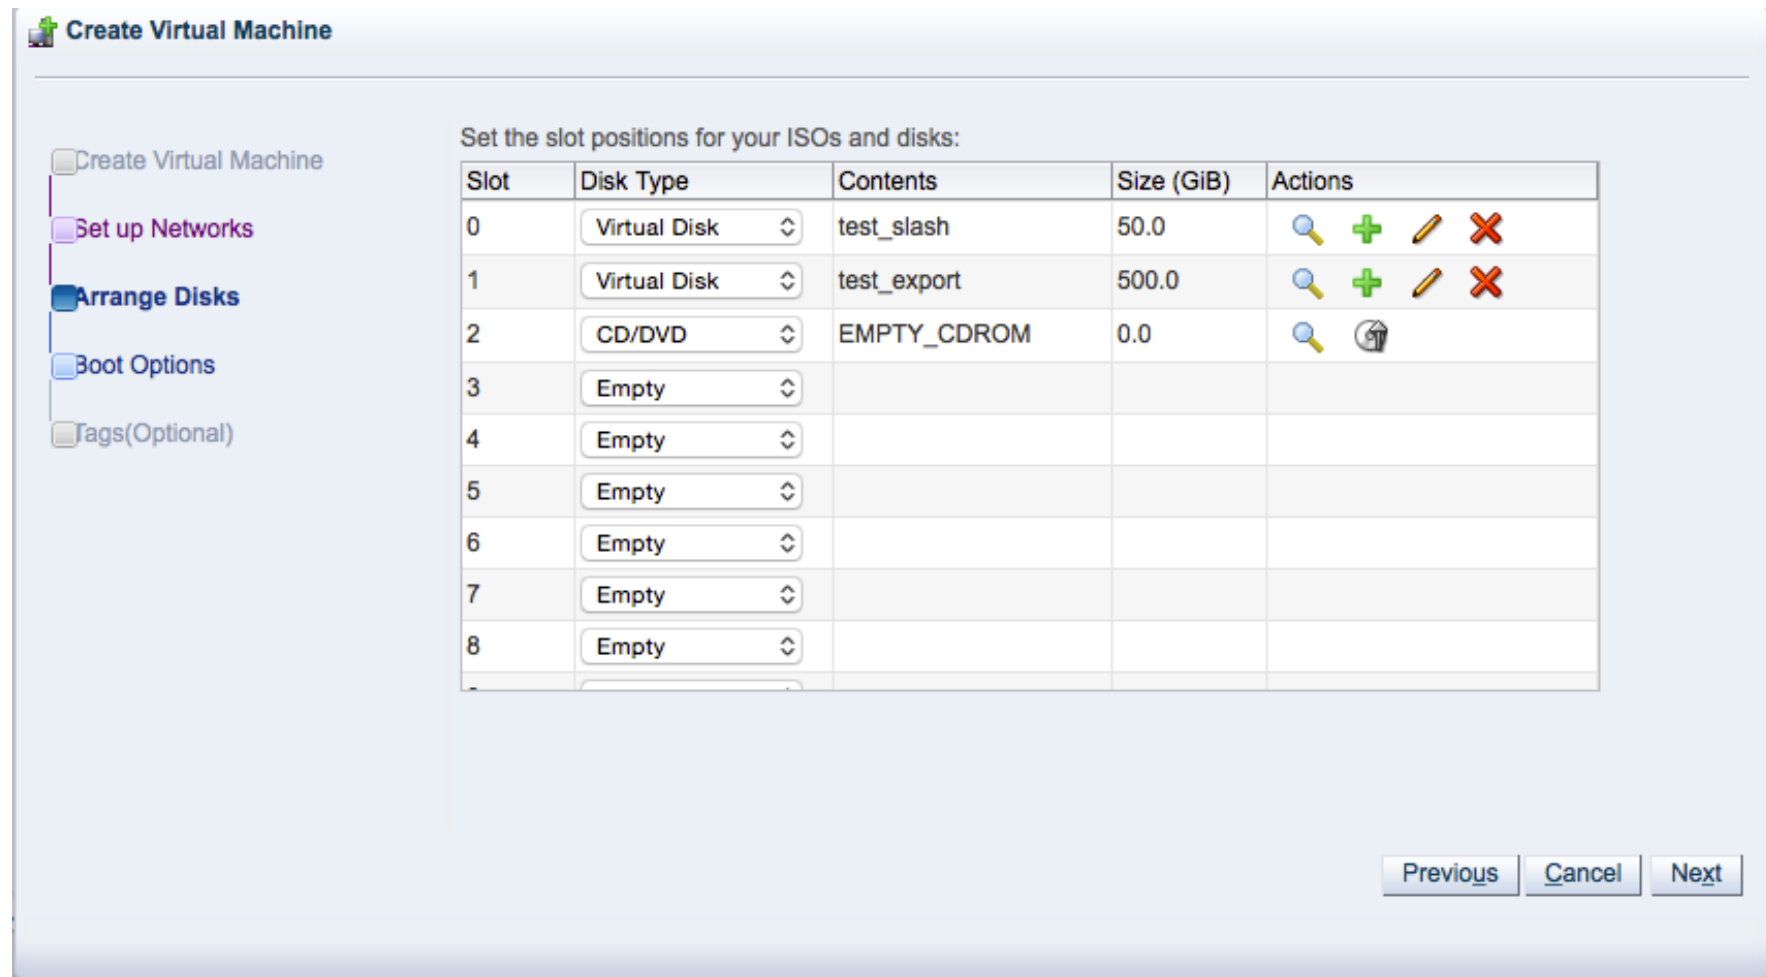 Create Virtual Machine
Create Virtual Machine
Set up Networks
Arrange Disks
Boot Options
Tags(Optional)
Set the slot positions for your ISOs and disks:
Slot Disk Type Contents Size (GiB) Actions
0 Virtual Disk test_slash 50.0
1 Virtual Disk test_export 500.0
2 CD/DVD EMPTY_CDROM 0.0
3 Empty
4 Empty
5 Empty
6 Empty
7 Empty
8 Empty
Previous Cancel Next